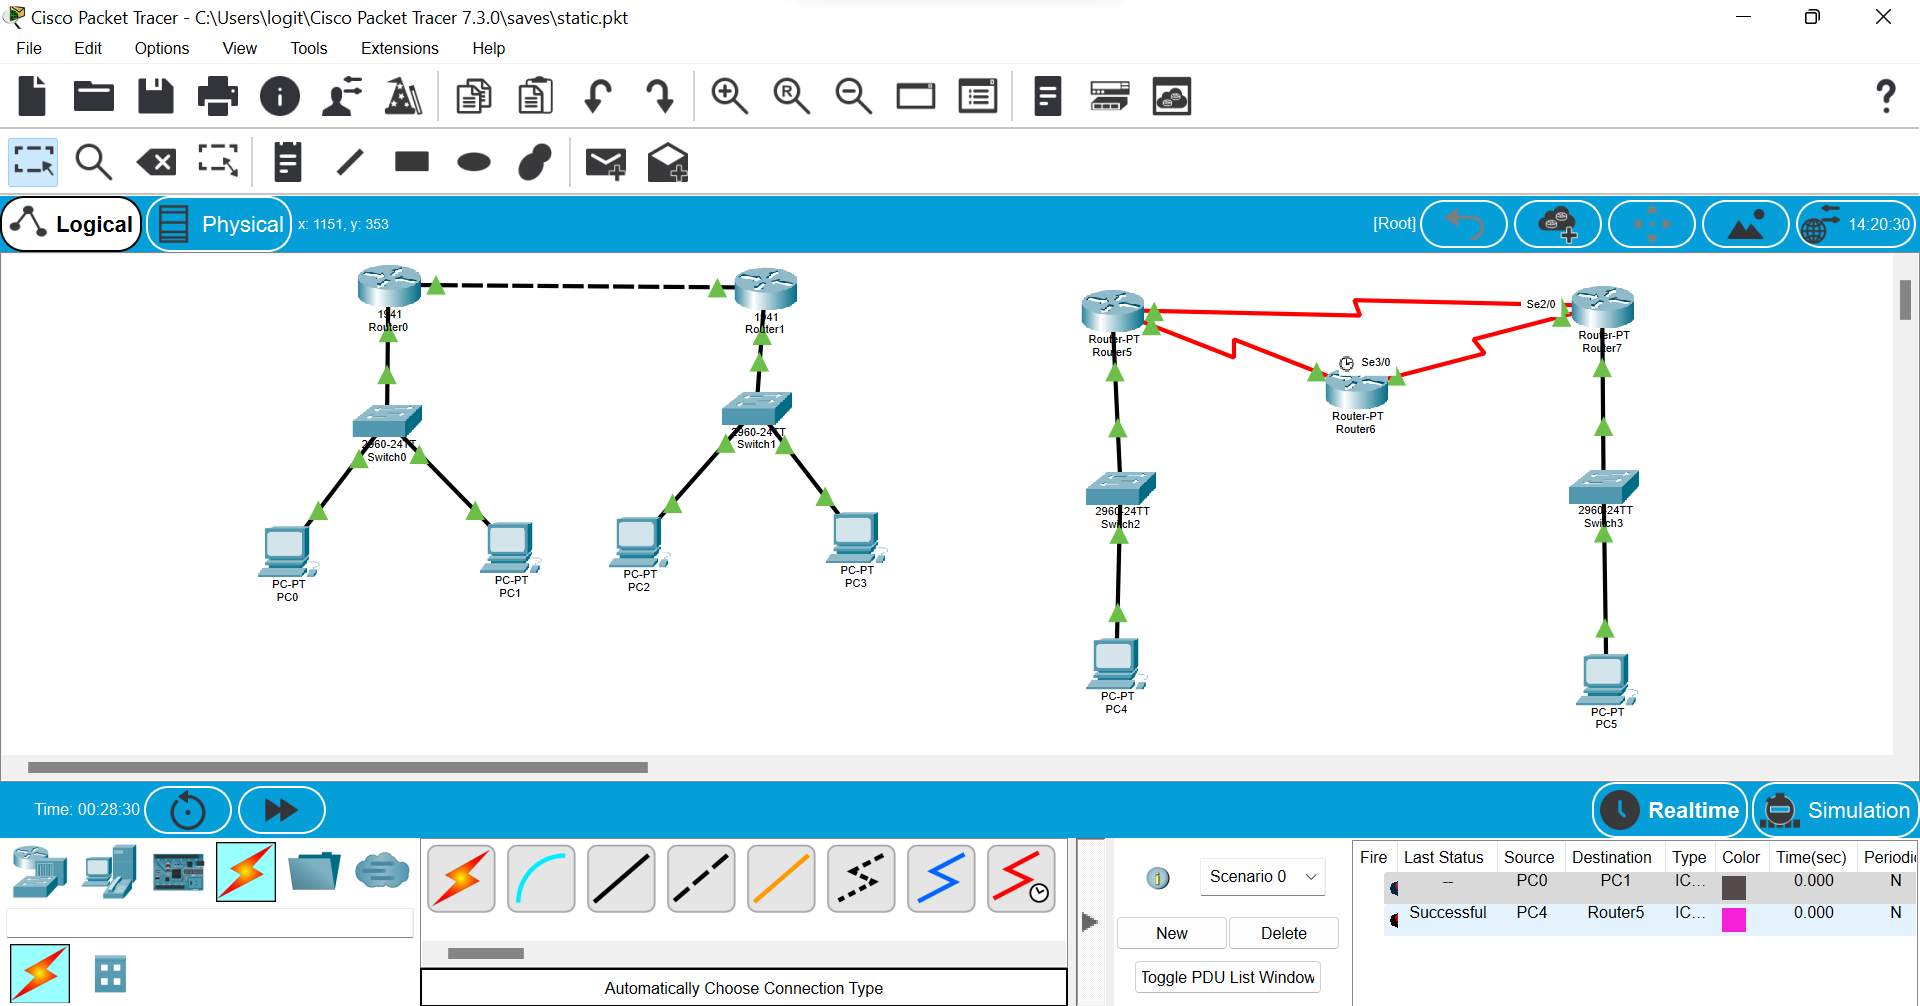 Cisco Packet Tracer - C:\Users\logit\Cisco Packet Tracer 7.3.0\saves\static.pkt
File Edit Options View Tools Extensions Help
Logical Physical x: 1151, y: 353 [Root] 14:20:30
1941
Router0
1941
Router1
2960-24TT
Switch0
2960-24TT
Switch1
PC-PT
PC0
PC-PT
PC1
PC-PT
PC2
PC-PT
PC3
Router-PT
Router5
Se2/0
Router-PT
Router7
Se3/0
Router-PT
Router6
2960-24TT
Switch2
2960-24TT
Switch3
PC-PT
PC4
PC-PT
PC5
Time: 00:28:30 Realtime Simulation
Automatically Choose Connection Type
Scenario 0
New Delete
Toggle PDU List Window
Fire Last Status Source Destination Type Color Time(sec) Periodic
-- PC0 PC1 IC... 0.000 N
Successful PC4 Router5 IC... 0.000 N